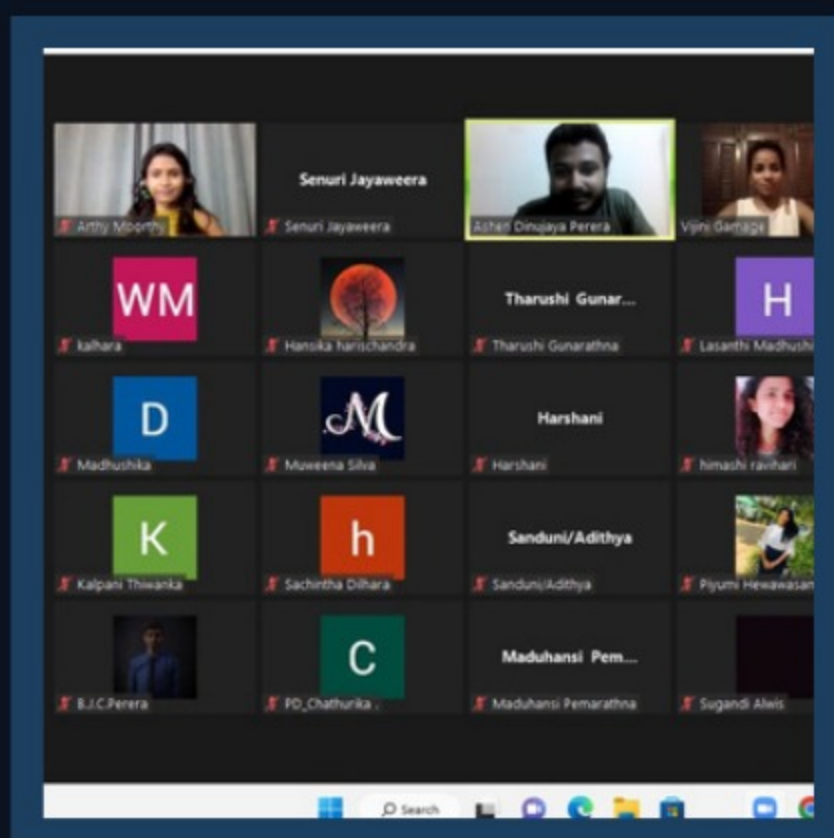 Senuri Jayaweera
Arthy Moorthy
Senuri Jayaweera
Ashen Dinujaya Perera
Vijini Gamage
WM
Tharushi Gunar...
H
kalhara
Hansika harischandra
Tharushi Gunarathna
Lasanthi Madhushi
D
M
Harshani
Madhushika
Muweena Silva
Harshani
himashi ravihari
K
h
Sanduni/Adithya
Kalpani Thiwanka
Sachintha Dilhara
Sanduni/Adithya
Piyumi Hewawasan
C
Maduhansi Pem...
B.J.C.Perera
PD_Chathurika .
Maduhansi Pemarathna
Sugandi Alwis
Search